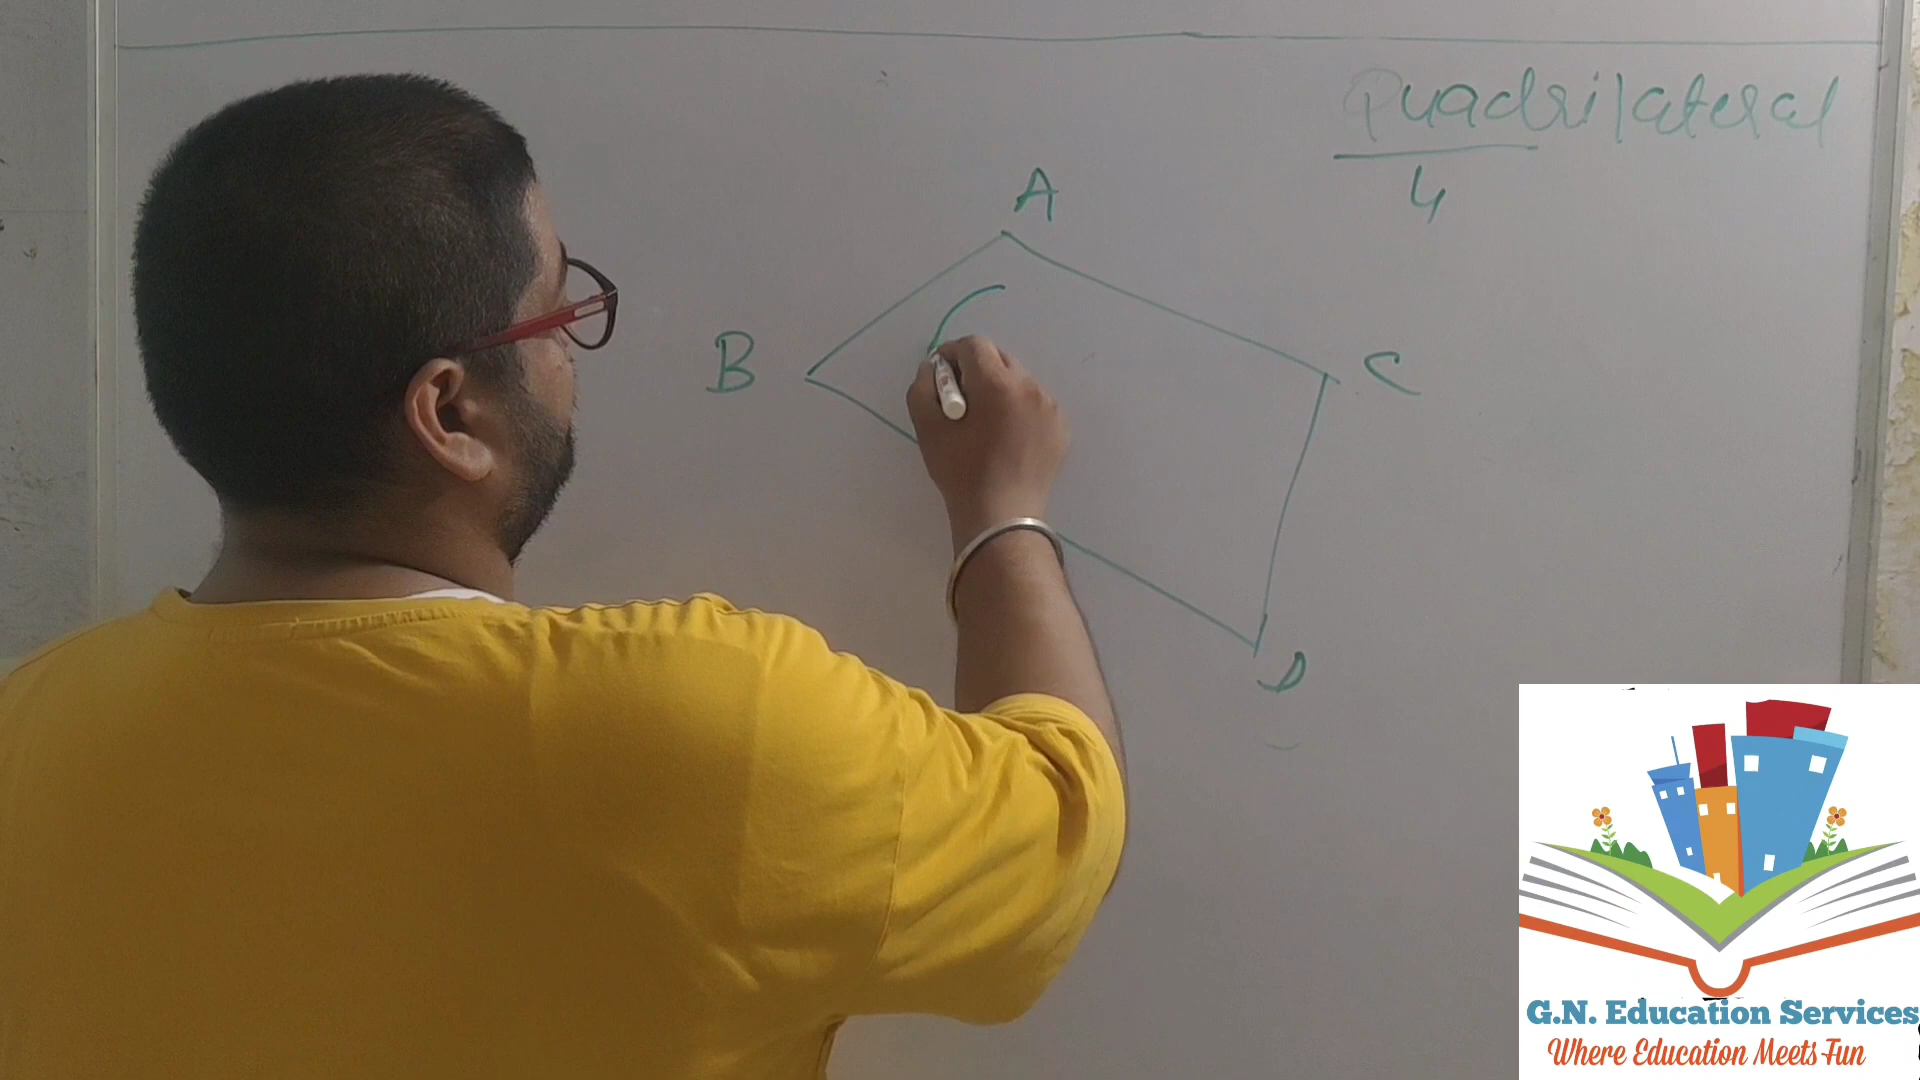 Quadrilateral
4
A
B
C
D
G.N. Education Services
Where Education Meets Fun